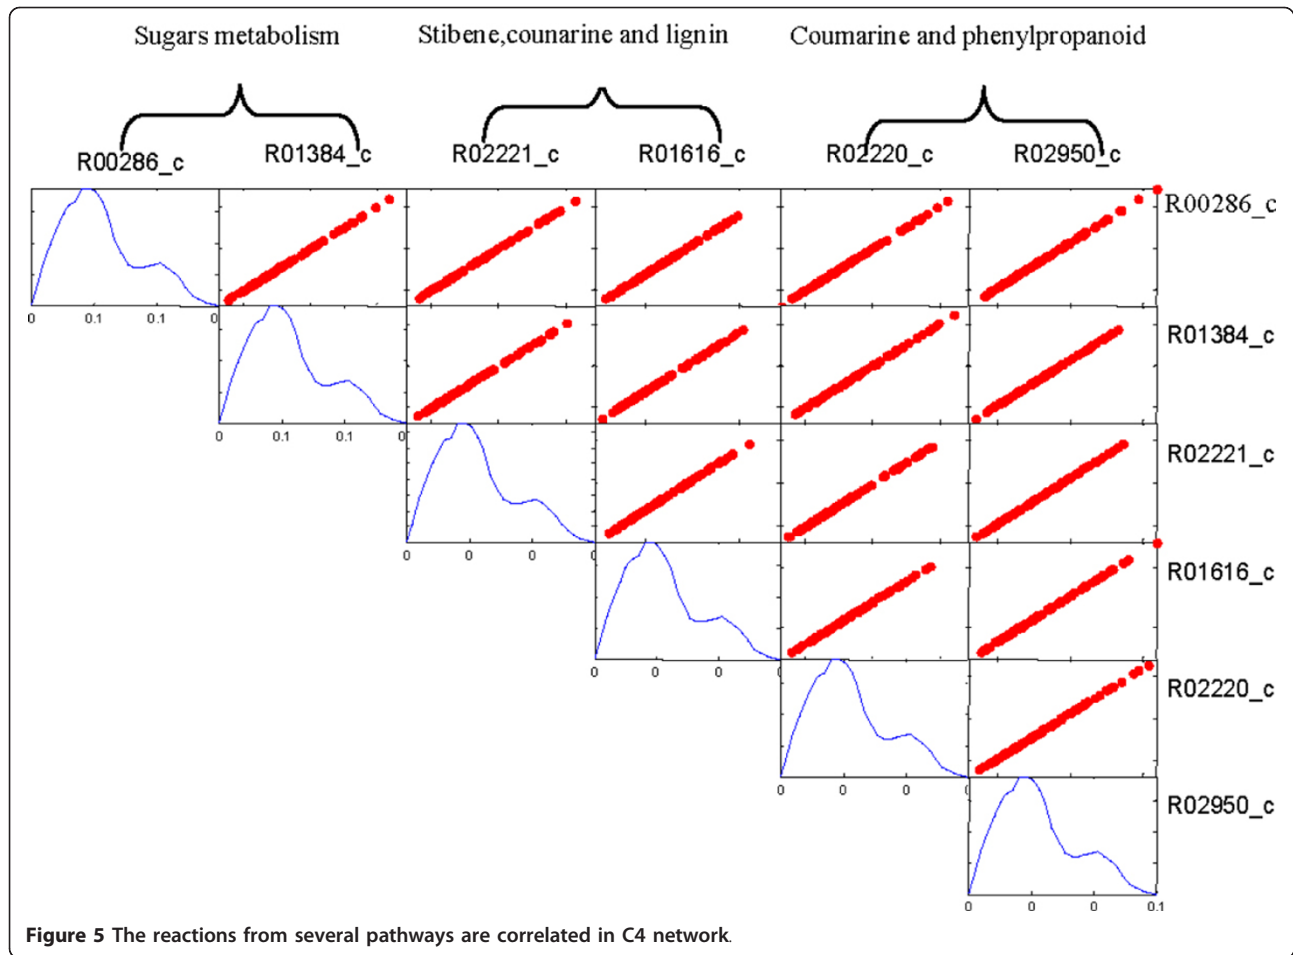 Sugars metabolism Stibene,counarine and lignin Coumarine and phenylpropanoid
R00286_c R01384_c R02221_c R01616_c R02220_c R02950_c
R00286_c
0 0.1 0.1 0
R01384_c
0 0.1 0.1 0
R02221_c
0 0 0 0
R01616_c
0 0 0 0
R02220_c
0 0 0 0
R02950_c
0 0 0 0.1
Figure 5 The reactions from several pathways are correlated in C4 network.